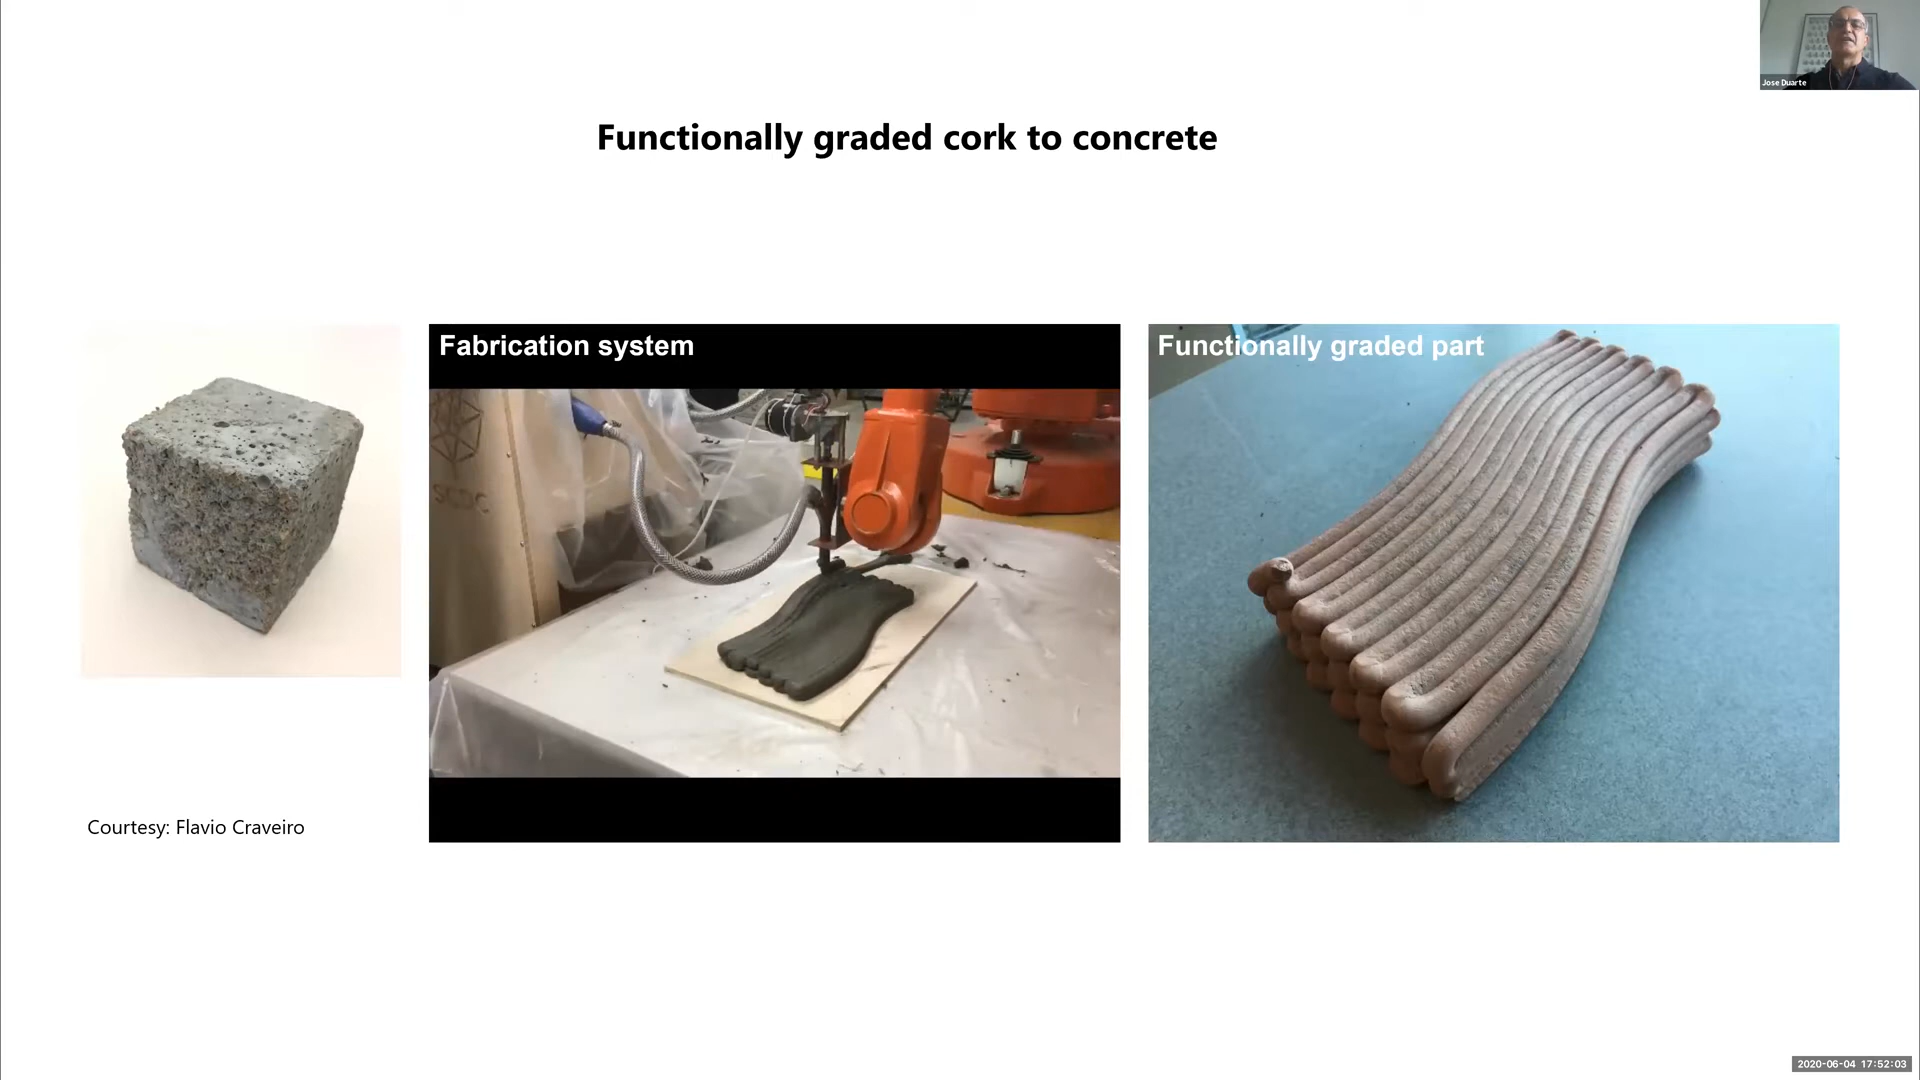 Jose Duarte
Functionally graded cork to concrete
Fabrication system
Functionally graded part
SCDC
Courtesy: Flavio Craveiro
2020-06-04 17:52:03